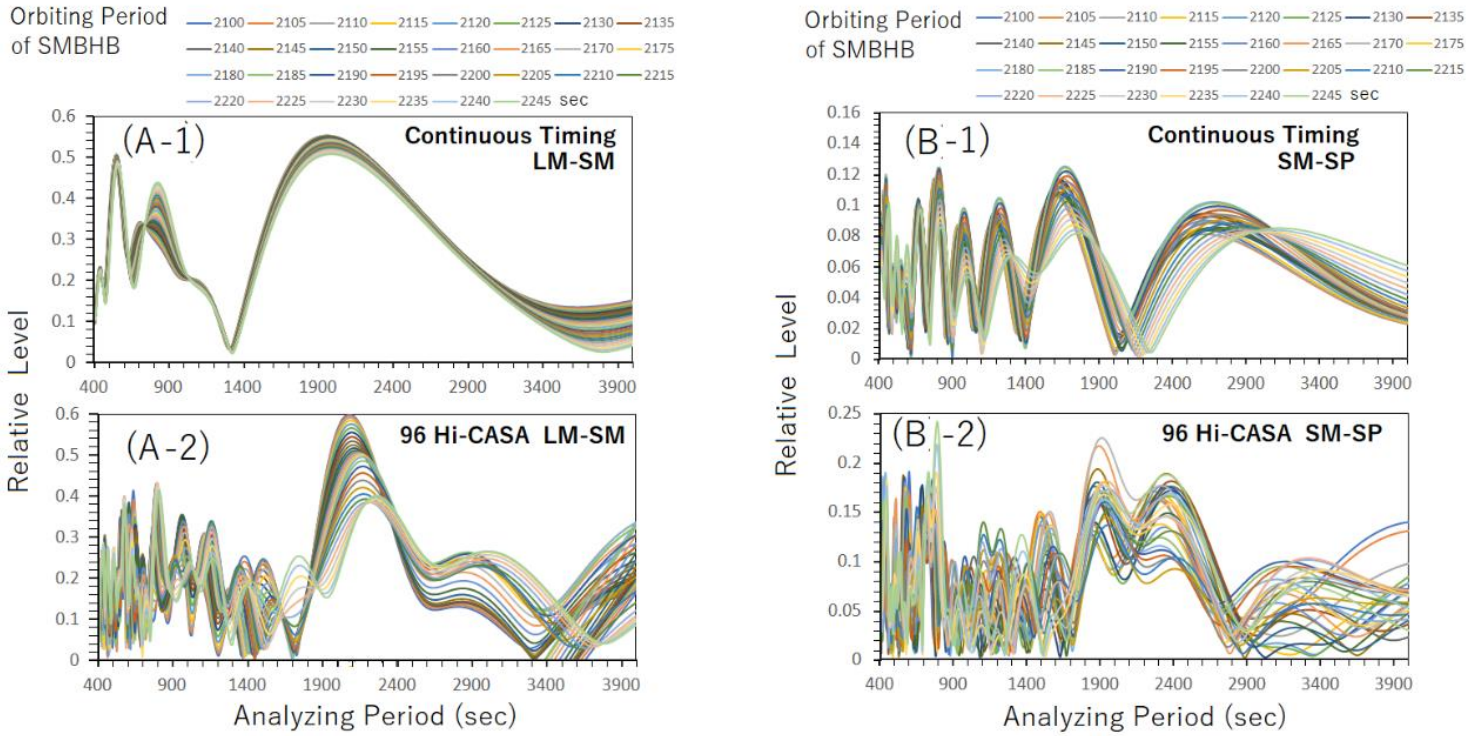 Orbiting Period
of SMBHB
2100 2105 2110 2115 2120 2125 2130 2135
2140 2145 2150 2155 2160 2165 2170 2175
2180 2185 2190 2195 2200 2205 2210 2215
2220 2225 2230 2235 2240 2245 sec
(A-1)
Continuous Timing
LM-SM
0.6
0.5
0.4
0.3
0.2
0.1
0
400 900 1400 1900 2400 2900 3400 3900
(A-2)
96 Hi-CASA LM-SM
0.6
0.5
0.4
0.3
0.2
0.1
0
400 900 1400 1900 2400 2900 3400 3900
Relative Level
Analyzing Period (sec)
Orbiting Period
of SMBHB
2100 2105 2110 2115 2120 2125 2130 2135
2140 2145 2150 2155 2160 2165 2170 2175
2180 2185 2190 2195 2200 2205 2210 2215
2220 2225 2230 2235 2240 2245 sec
(B-1)
Continuous Timing
SM-SP
0.16
0.14
0.12
0.1
0.08
0.06
0.04
0.02
0
400 900 1400 1900 2400 2900 3400 3900
(B-2)
96 Hi-CASA SM-SP
0.25
0.2
0.15
0.1
0.05
0
400 900 1400 1900 2400 2900 3400 3900
Relative Level
Analyzing Period (sec)